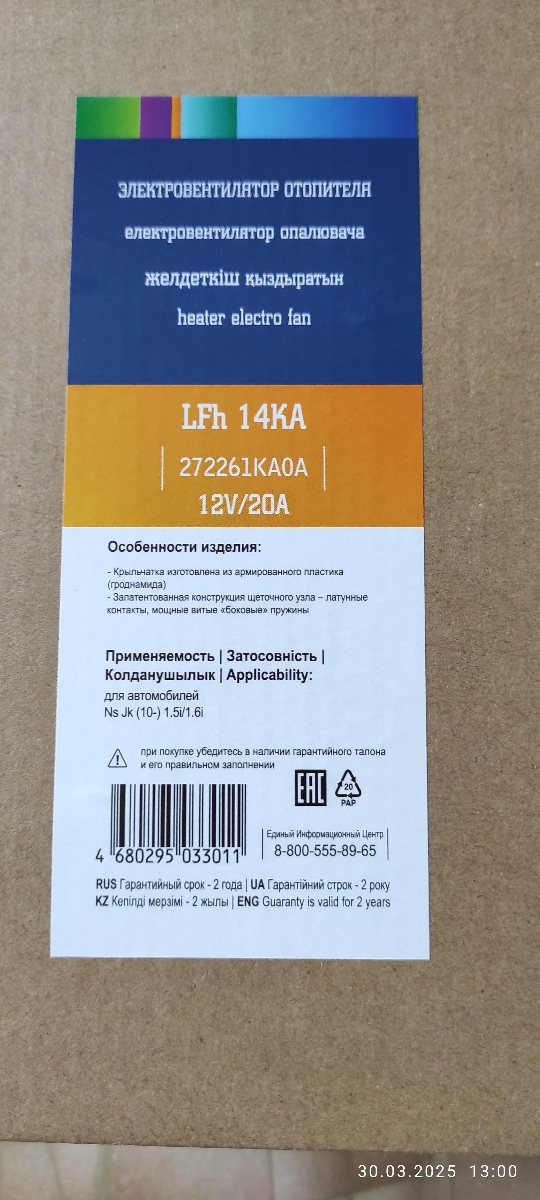 ЭЛЕКТРОВЕНТИЛЯТОР ОТОПИТЕЛЯ
електровентилятор опалювача
желдеткіш қыздыратын
heater electro fan
LFh 14KA
272261KA0A
12V/20A
Особенности изделия:
- Крыльчатка изготовлена из армированного пластика
(гроднамида)
- Запатентованная конструкция щеточного узла – латунные
контакты, мощные витые «боковые» пружины
Применяемость | Затосовність |
Колданушылык | Applicability:
для автомобилей
Ns Jk (10-) 1.5i/1.6i
при покупке убедитесь в наличии гарантийного талона
и его правильном заполнении
EAC
20
PAP
4 680295 033011
Единый Информационный Центр
8-800-555-89-65
RUS Гарантийный срок - 2 года | UA Гарантійний строк - 2 року
KZ Кепілді мерзімі - 2 жылы | ENG Guaranty is valid for 2 years
30.03.2025 13:00